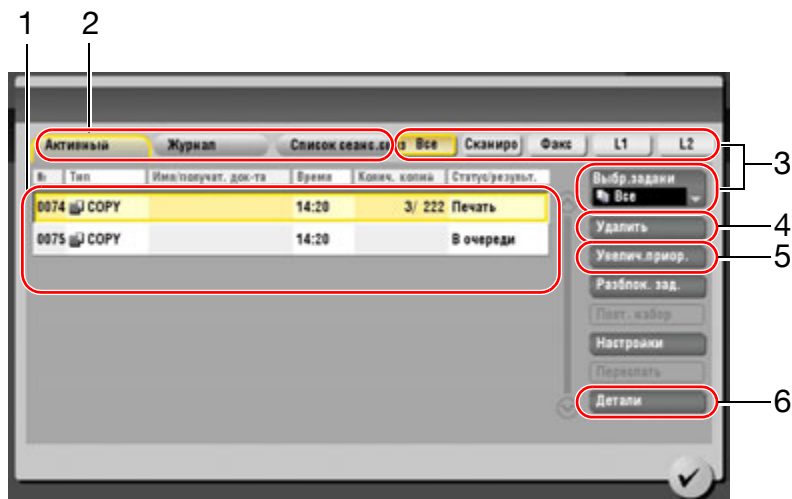 1 2
Активный Журнал Список сеанс.связ Все Сканиро Факс L1 L2
3
№ Тип Имя/получат. док-та Время Колич. копий Статус/результ.
Выбр.задани
Все
0074 COPY 14:20 3/ 222 Печать
Удалить 4
0075 COPY 14:20 В очереди
Увелич.приор. 5
Разблок. зад.
Повт. набор
Настройки
Переслать
Детали 6